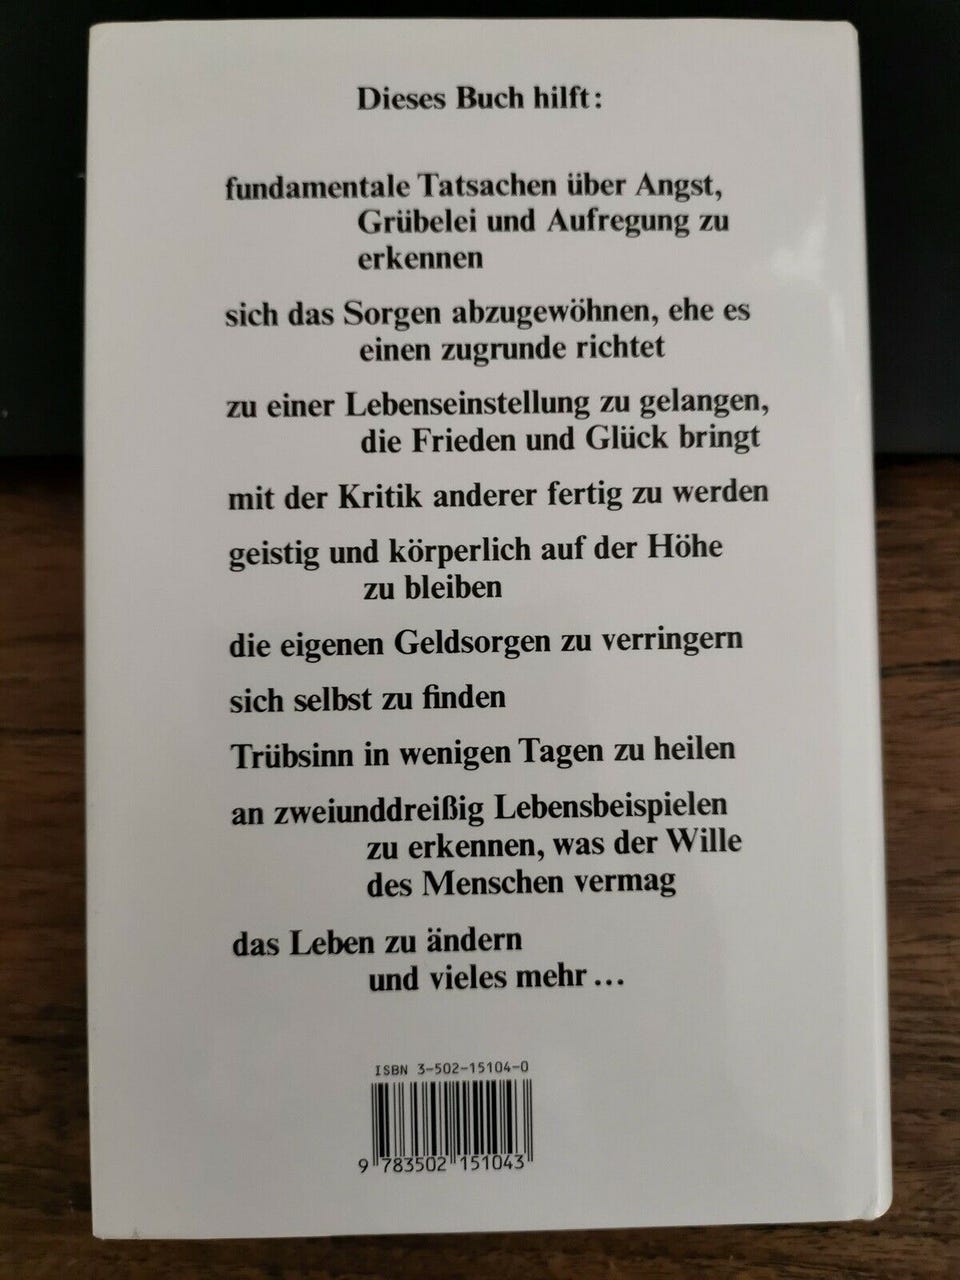 Dieses Buch hilft:
fundamentale Tatsachen über Angst,
Grübelei und Aufregung zu
erkennen
sich das Sorgen abzugewöhnen, ehe es
einen zugrunde richtet
zu einer Lebenseinstellung zu gelangen,
die Frieden und Glück bringt
mit der Kritik anderer fertig zu werden
geistig und körperlich auf der Höhe
zu bleiben
die eigenen Geldsorgen zu verringern
sich selbst zu finden
Trübsinn in wenigen Tagen zu heilen
an zweiunddreißig Lebensbeispielen
zu erkennen, was der Wille
des Menschen vermag
das Leben zu ändern
und vieles mehr...
ISBN 3-502-15104-0
9 783502 151043